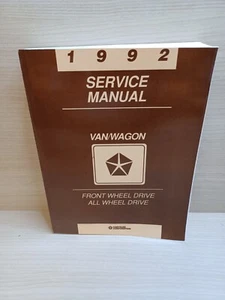 1992
SERVICE
MANUAL
VAN/WAGON
FRONT WHEEL DRIVE
ALL WHEEL DRIVE